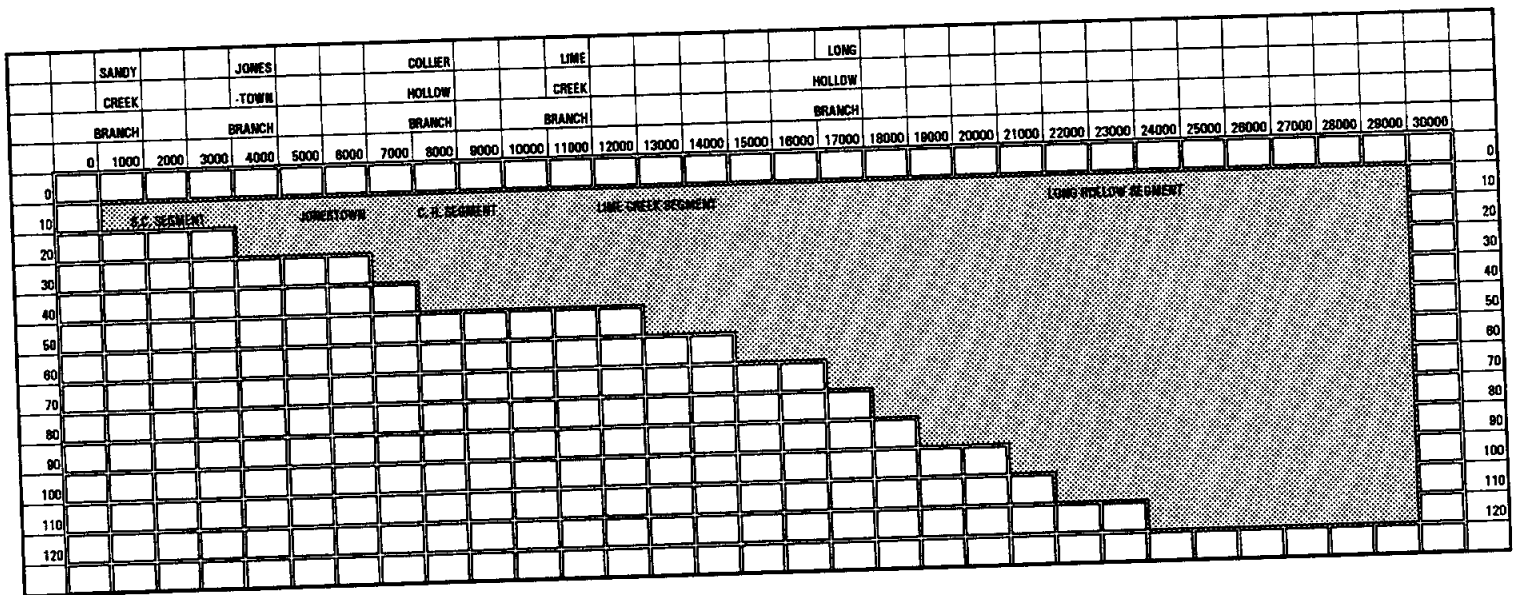 SANDY JONES COLLIER LIME LONG
CREEK -TOWN HOLLOW CREEK HOLLOW
BRANCH BRANCH BRANCH BRANCH BRANCH
0 1000 2000 3000 4000 5000 6000 7000 8000 9000 10000 11000 12000 13000 14000 15000 16000 17000 18000 19000 20000 21000 22000 23000 24000 25000 26000 27000 28000 29000 30000
0 0
10 S.C. SEGMENT JONESTOWN C. H. SEGMENT LIME CREEK SEGMENT LONG HOLLOW SEGMENT 10
20 20
30 30
40 40
50 50
60 60
70 70
80 80
90 90
100 100
110 110
120 120